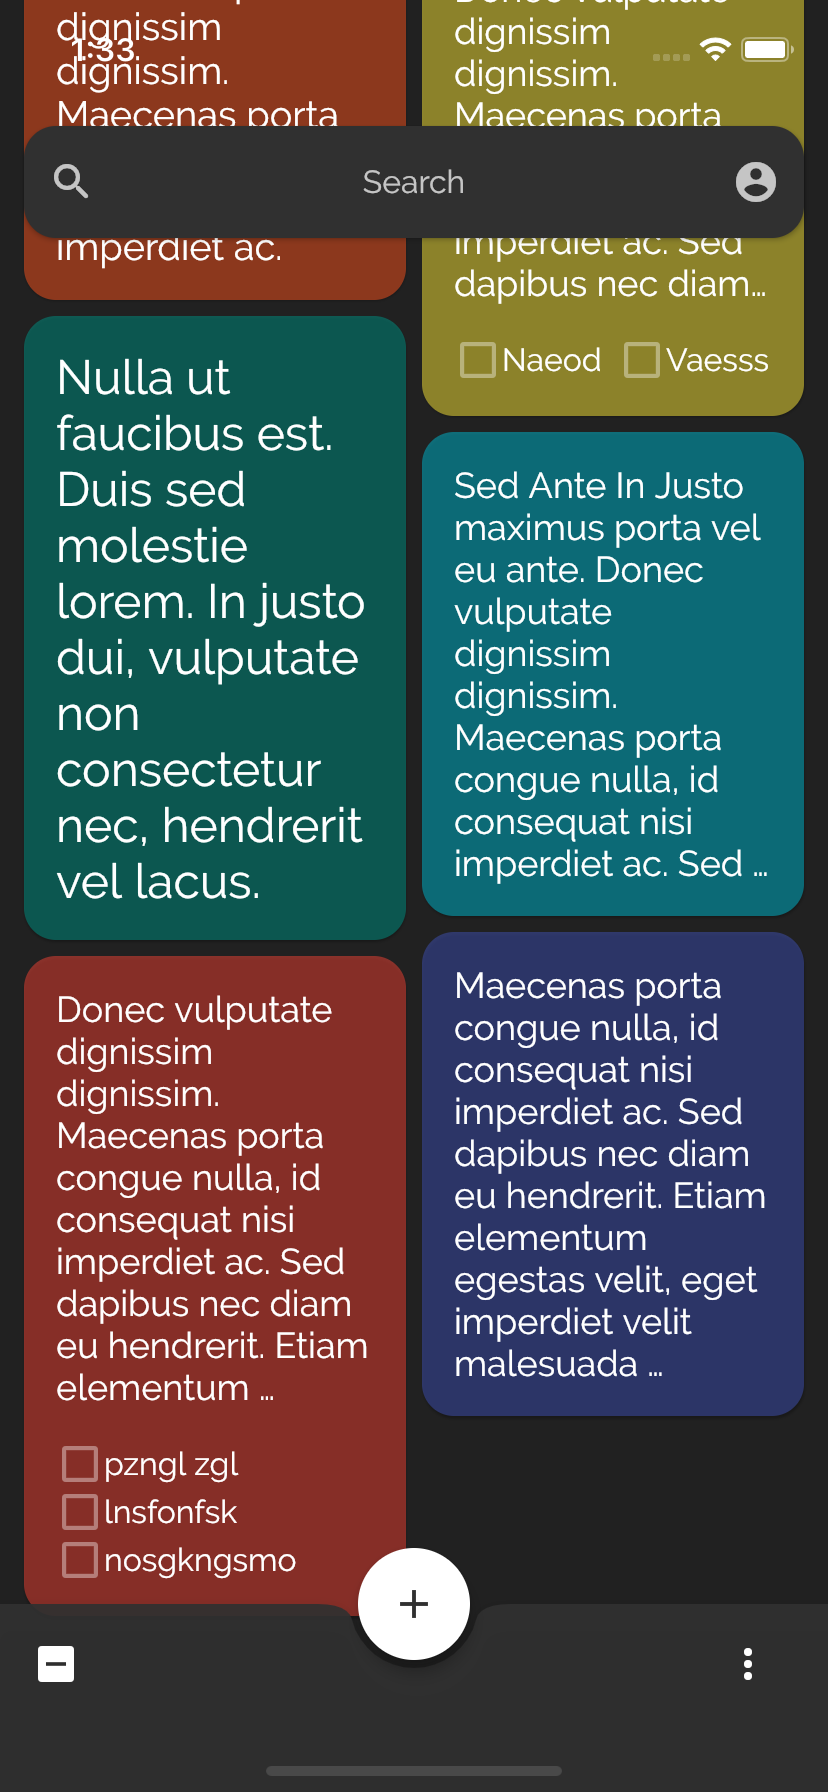 dignissim
dignissim.
Maecenas porta
imperdiet ac.
Donec vulputate
dignissim
dignissim.
Maecenas porta
imperdiet ac. Sed
dapibus nec diam...
Naeod Vaesss
1:33
Search
Nulla ut
faucibus est.
Duis sed
molestie
lorem. In justo
dui, vulputate
non
consectetur
nec, hendrerit
vel lacus.
Sed Ante In Justo
maximus porta vel
eu ante. Donec
vulputate
dignissim
dignissim.
Maecenas porta
congue nulla, id
consequat nisi
imperdiet ac. Sed ...
Donec vulputate
dignissim
dignissim.
Maecenas porta
congue nulla, id
consequat nisi
imperdiet ac. Sed
dapibus nec diam
eu hendrerit. Etiam
elementum ...
pzngl zgl
lnsfonfsk
nosgkngsmo
Maecenas porta
congue nulla, id
consequat nisi
imperdiet ac. Sed
dapibus nec diam
eu hendrerit. Etiam
elementum
egestas velit, eget
imperdiet velit
malesuada ...